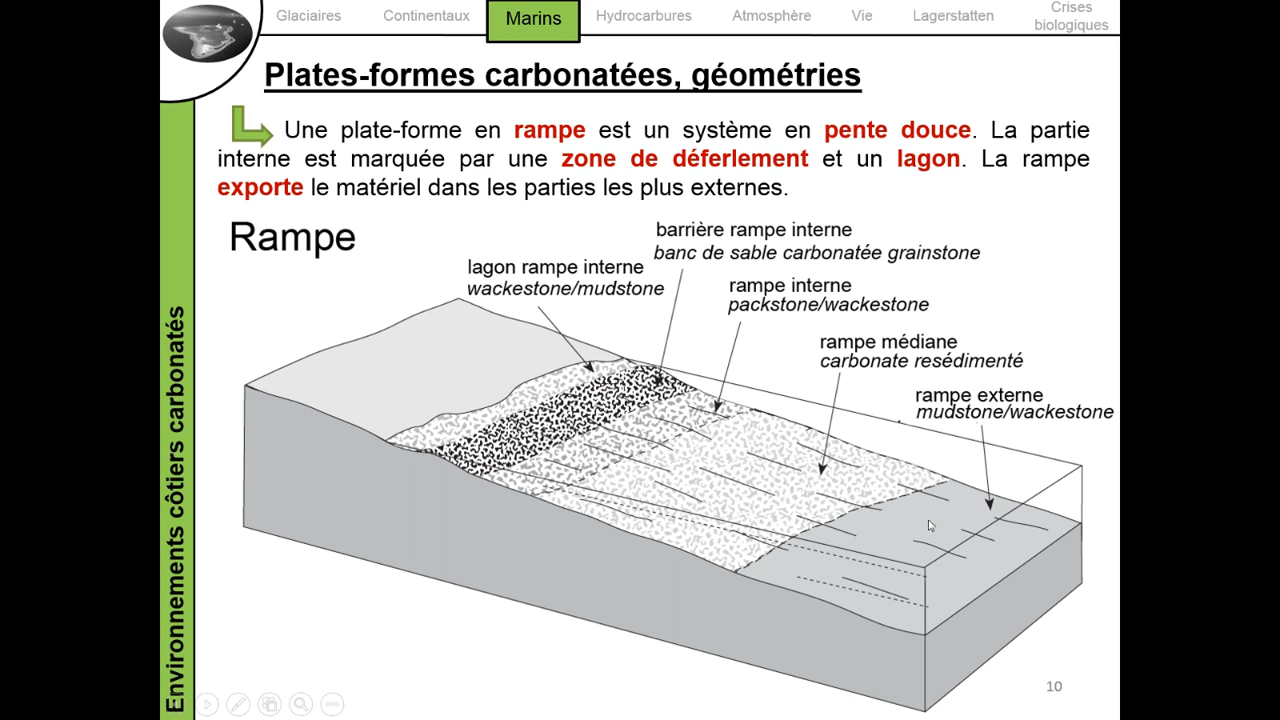 Glaciaires
Continentaux
Marins
Hydrocarbures
Atmosphère
Vie
Lagerstatten
Crises
biologiques
Plates-formes carbonatées, géométries
Une plate-forme en rampe est un système en pente douce. La partie
interne est marquée par une zone de déferlement et un lagon. La rampe
exporte le matériel dans les parties les plus externes.
Rampe
barrière rampe interne
banc de sable carbonatée grainstone
lagon rampe interne
wackestone/mudstone
rampe interne
packstone/wackestone
rampe médiane
carbonate resédimenté
rampe externe
mudstone/wackestone
Environnements côtiers carbonatés
10